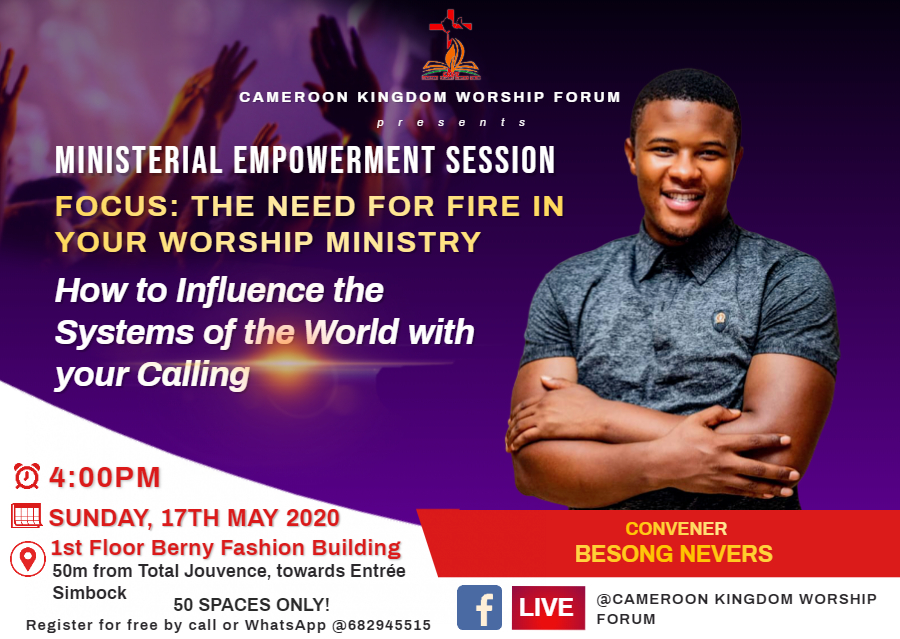 CAMEROON KINGDOM WORSHIP FORUM
presents
MINISTERIAL EMPOWERMENT SESSION
FOCUS: THE NEED FOR FIRE IN
YOUR WORSHIP MINISTRY
How to Influence the
Systems of the World with
your Calling
4:00PM
SUNDAY, 17TH MAY 2020
1st Floor Berny Fashion Building
50m from Total Jouvence, towards Entrée
Simbock
50 SPACES ONLY!
Register for free by call or WhatsApp @682945515
CONVENER
BESONG NEVERS
f LIVE
@CAMEROON KINGDOM WORSHIP
FORUM